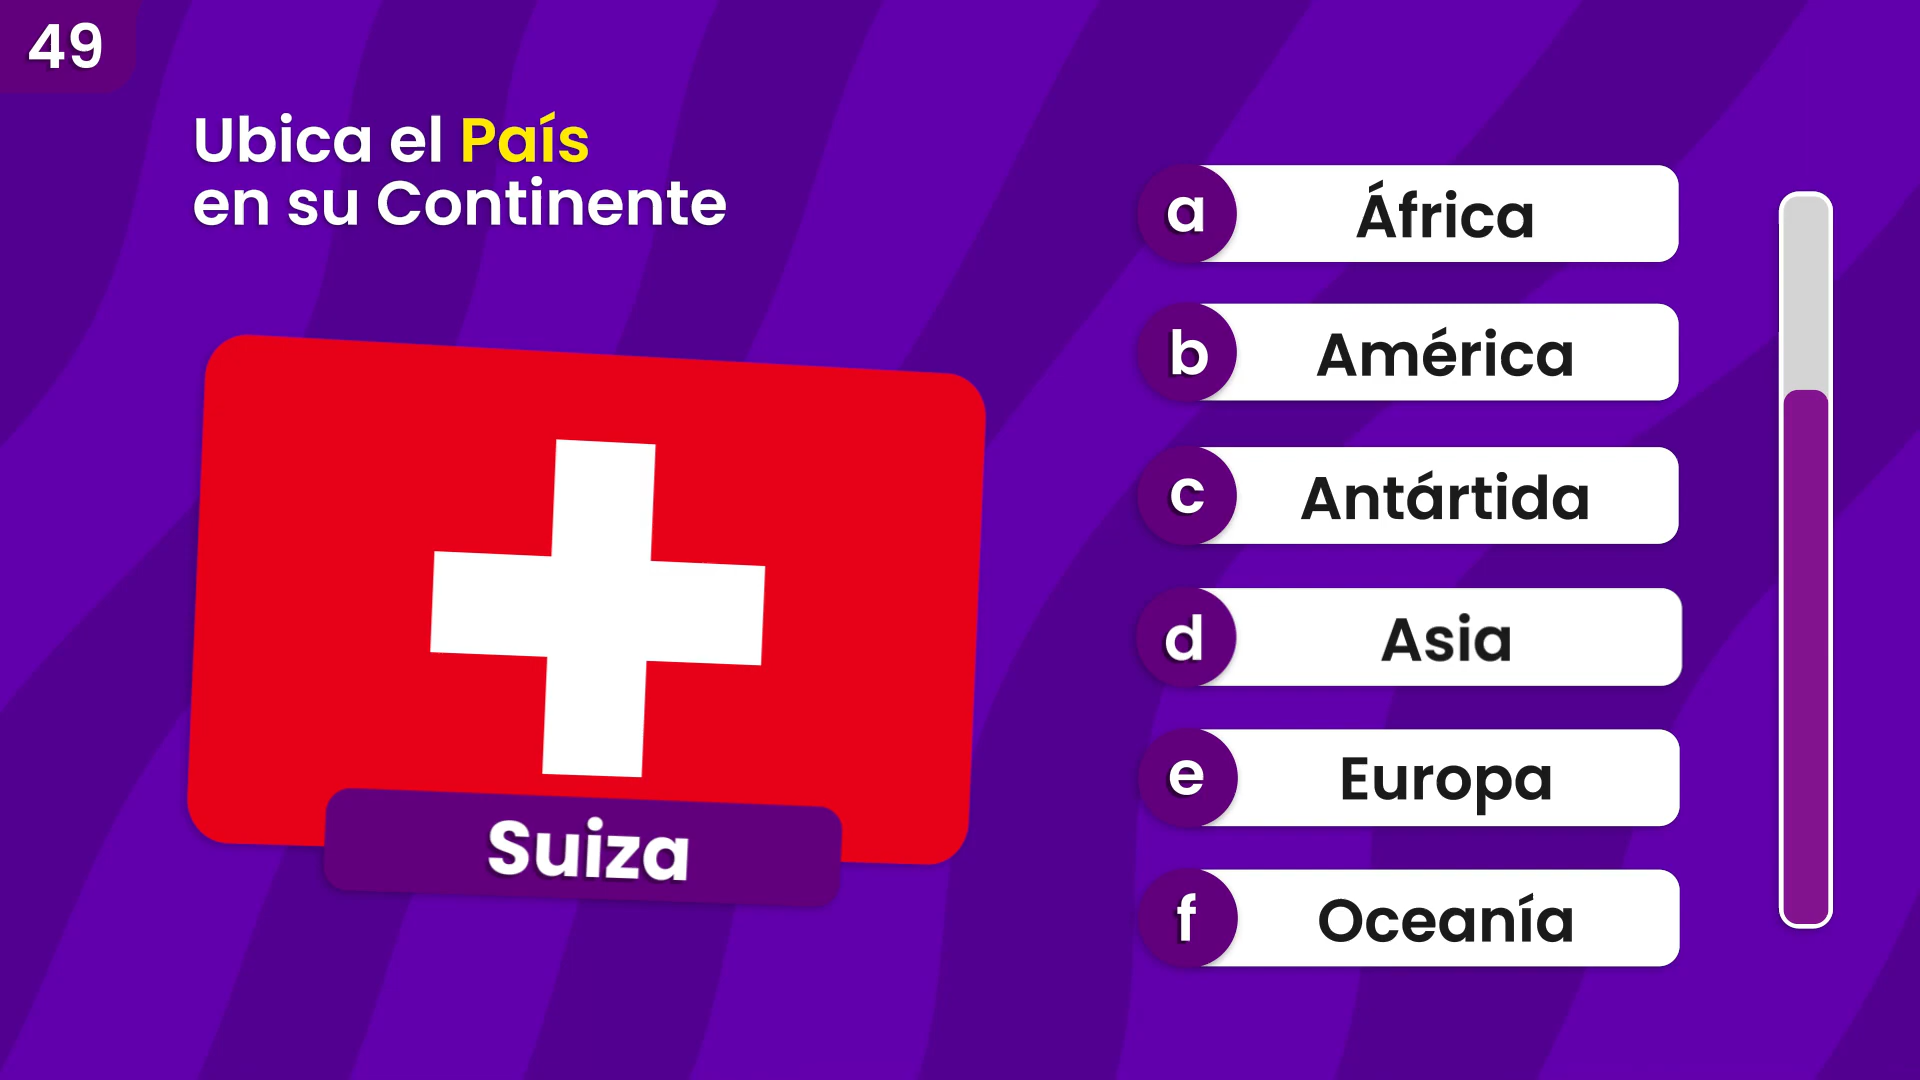 49
Ubica el País
en su Continente
Suiza
a África
b América
c Antártida
d Asia
e Europa
f Oceanía